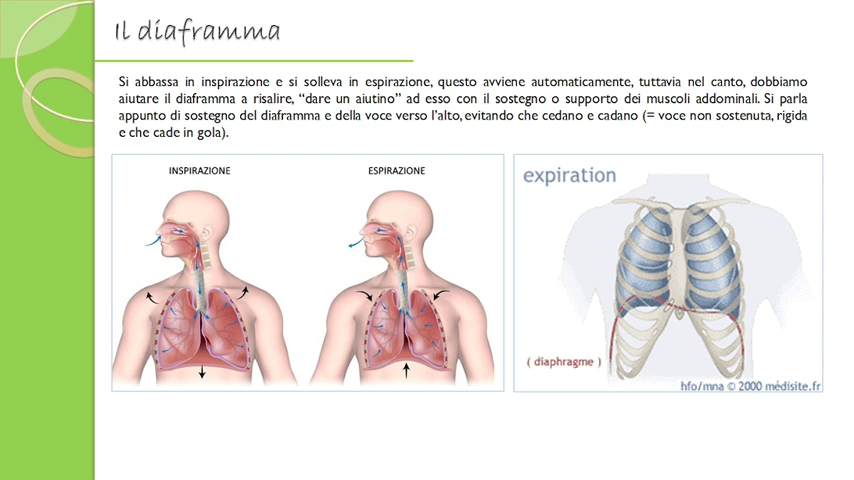 Il diaframma
Si abbassa in inspirazione e si solleva in espirazione, questo avviene automaticamente, tuttavia nel canto, dobbiamo
aiutare il diaframma a risalire, “dare un aiutino” ad esso con il sostegno o supporto dei muscoli addominali. Si parla
appunto di sostegno del diaframma e della voce verso l’alto, evitando che cedano e cadano (= voce non sostenuta, rigida
e che cade in gola).
INSPIRAZIONE
ESPIRAZIONE
expiration
( diaphragme )
hfo/mna © 2000 médisite.fr